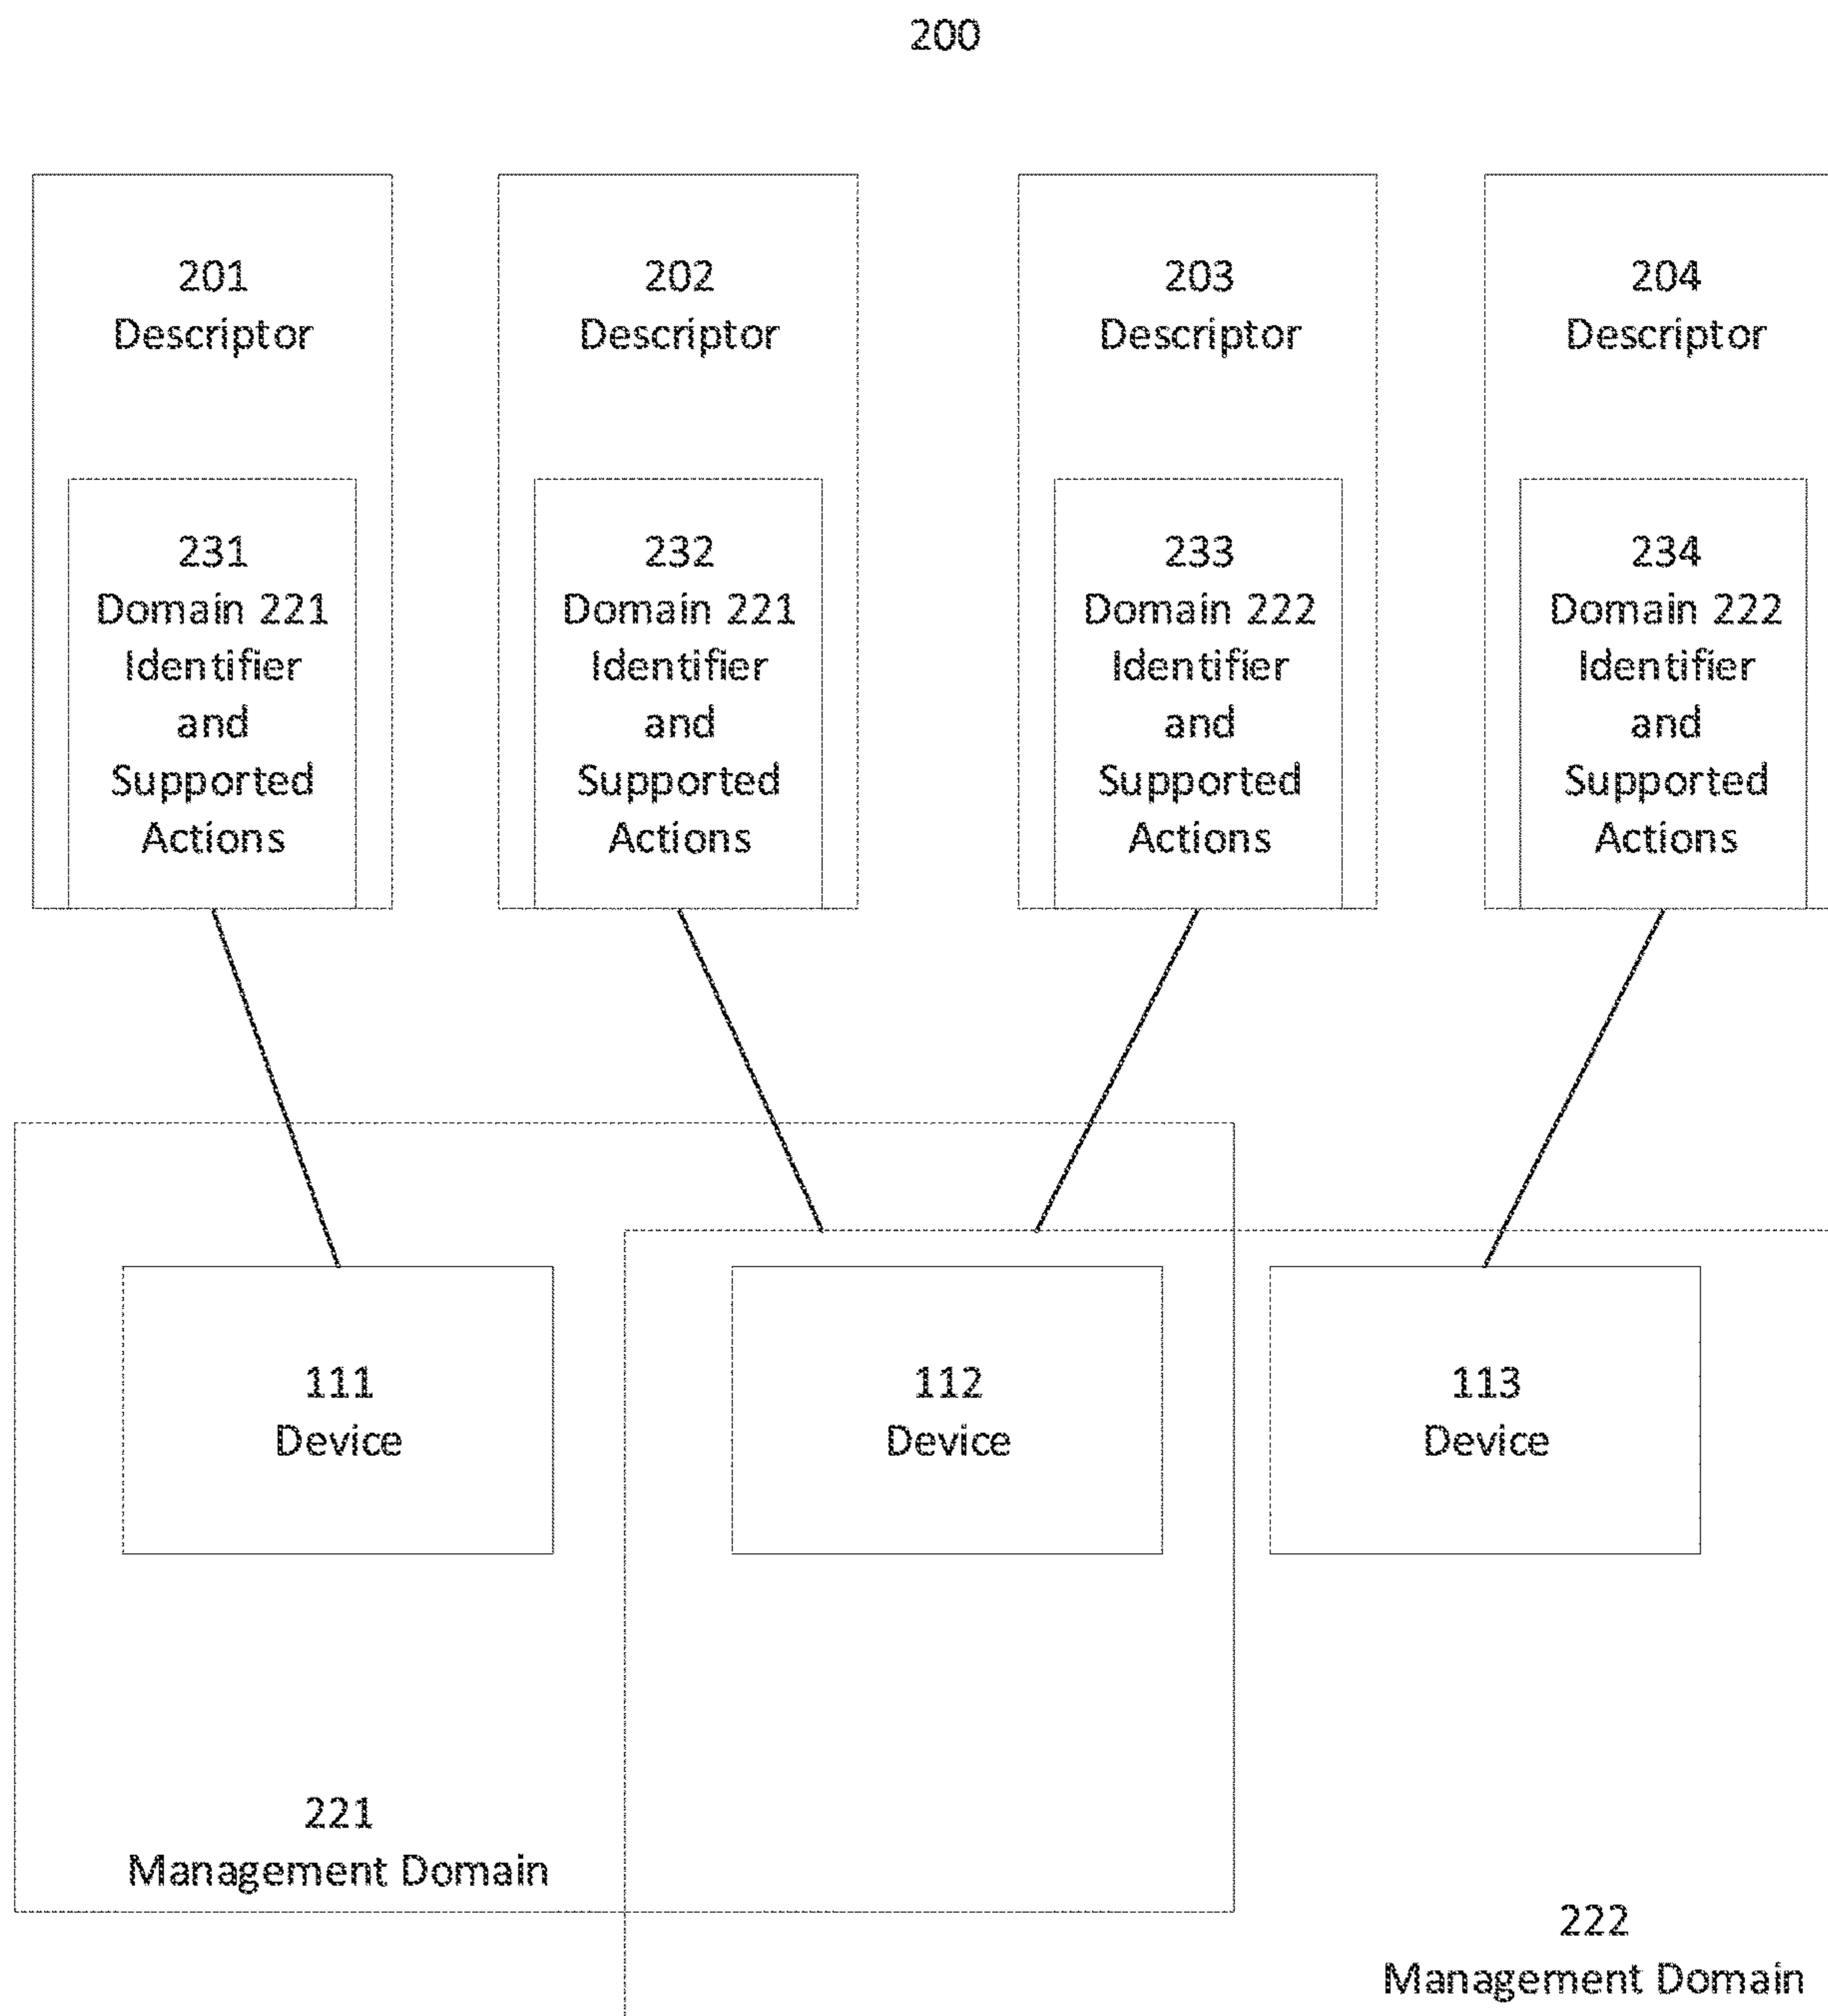 200
201
Descriptor
202
Descriptor
203
Descriptor
204
Descriptor
231
Domain 221
Identifier
and
Supported
Actions
232
Domain 221
Identifier
and
Supported
Actions
233
Domain 222
Identifier
and
Supported
Actions
234
Domain 222
Identifier
and
Supported
Actions
111
Device
112
Device
113
Device
221
Management Domain
222
Management Domain